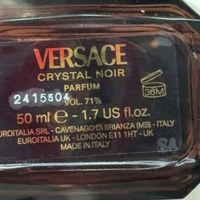 VERSACE
CRYSTAL NOIR
PARFUM
2415504
VOL. 71%
36M
50 ml e - 1.7 US fl.oz.
EUROITALIA SRL - CAVENAGO DI BRIANZA (MB) - ITALY
EUROITALIA UK - LONDON E11 1HT - UK
MADE IN ITALY